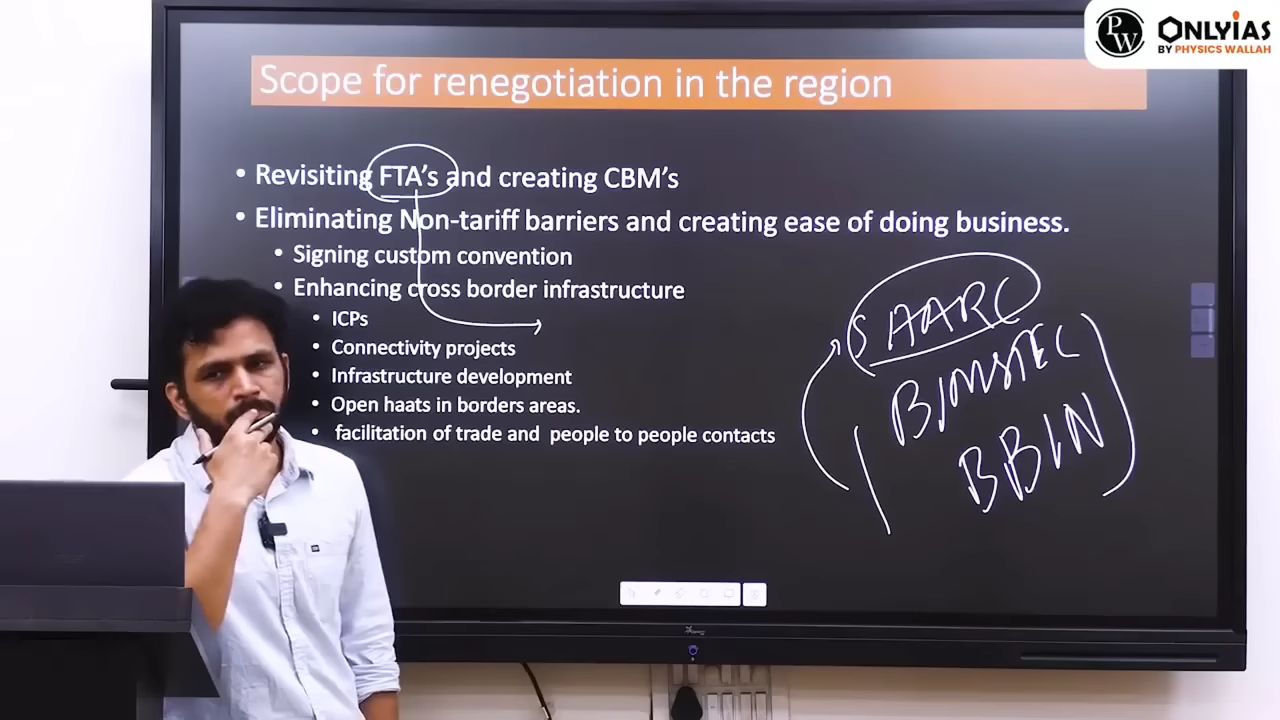 PW
ONLYIAS
BY PHYSICS WALLAH
Scope for renegotiation in the region
• Revisiting FTA's and creating CBM's
• Eliminating Non-tariff barriers and creating ease of doing business.
• Signing custom convention
• Enhancing cross border infrastructure
• ICPs
• Connectivity projects
• Infrastructure development
• Open haats in borders areas.
• facilitation of trade and people to people contacts
SAARC
BIMSTEC
BBIN